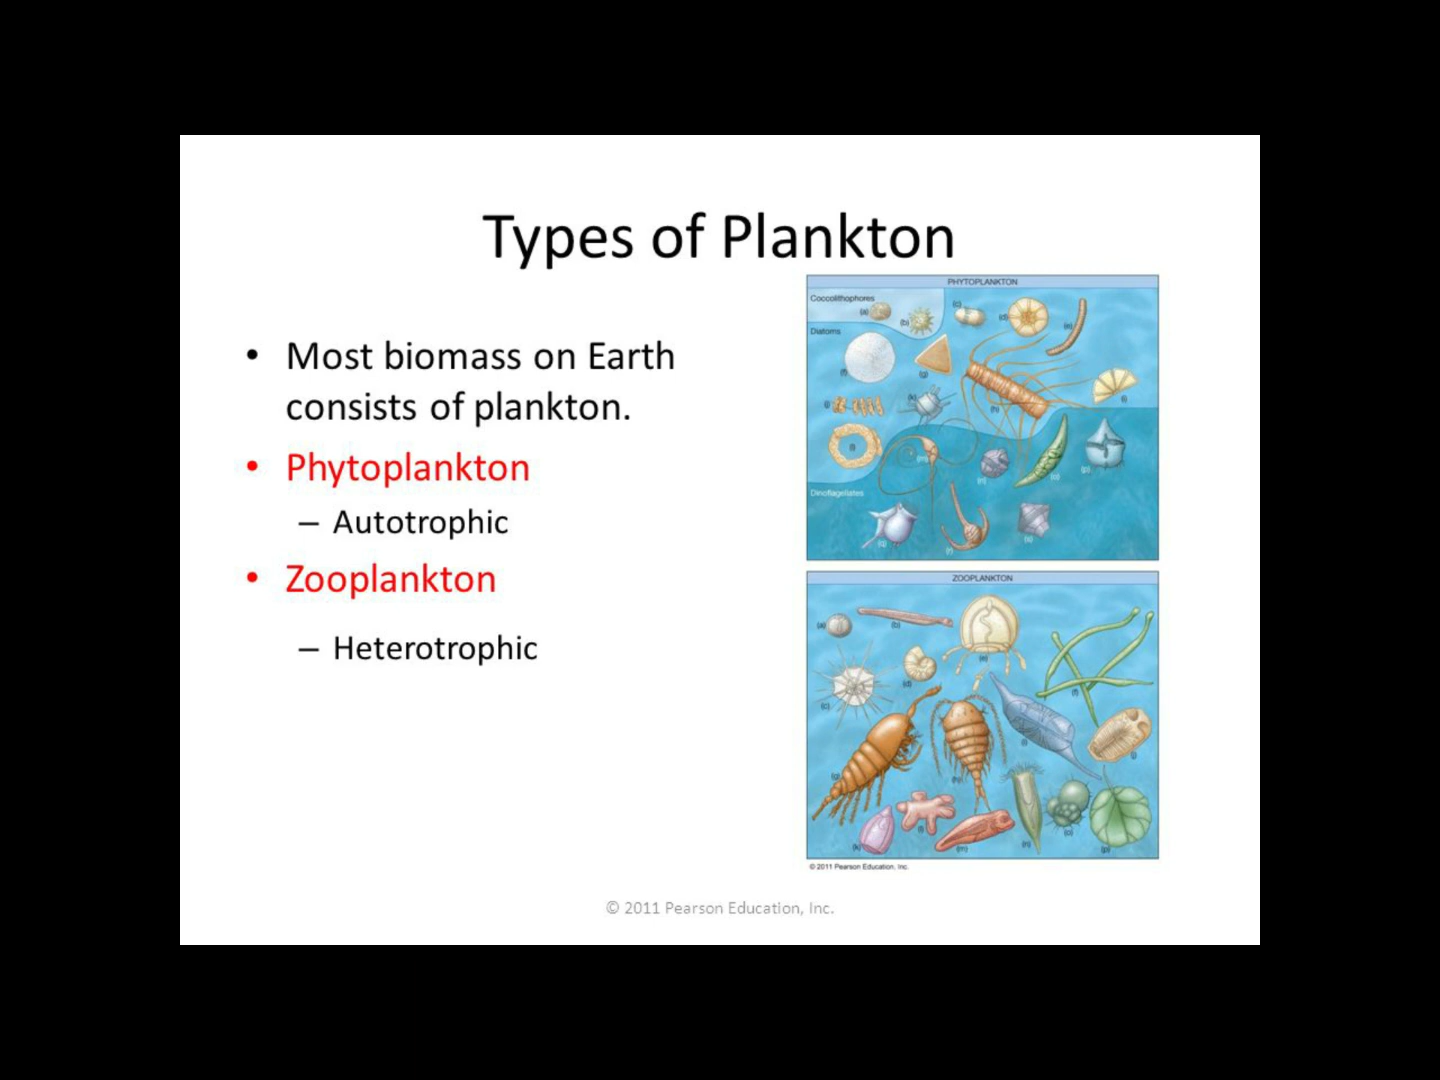 Types of Plankton
• Most biomass on Earth
consists of plankton.
• Phytoplankton
– Autotrophic
• Zooplankton
– Heterotrophic
PHYTOPLANKTON
Coccolithophores
(a)
(b)
(c)
(d)
(e)
Diatoms
(f)
(g)
(h)
(i)
(j)
(k)
(l)
(m)
(n)
(o)
(p)
Dinoflagellates
(q)
(r)
(s)
ZOOPLANKTON
(a)
(b)
(c)
(d)
(e)
(f)
(g)
(h)
(i)
(j)
(k)
(l)
(m)
(n)
(o)
(p)
© 2011 Pearson Education, Inc.
© 2011 Pearson Education, Inc.